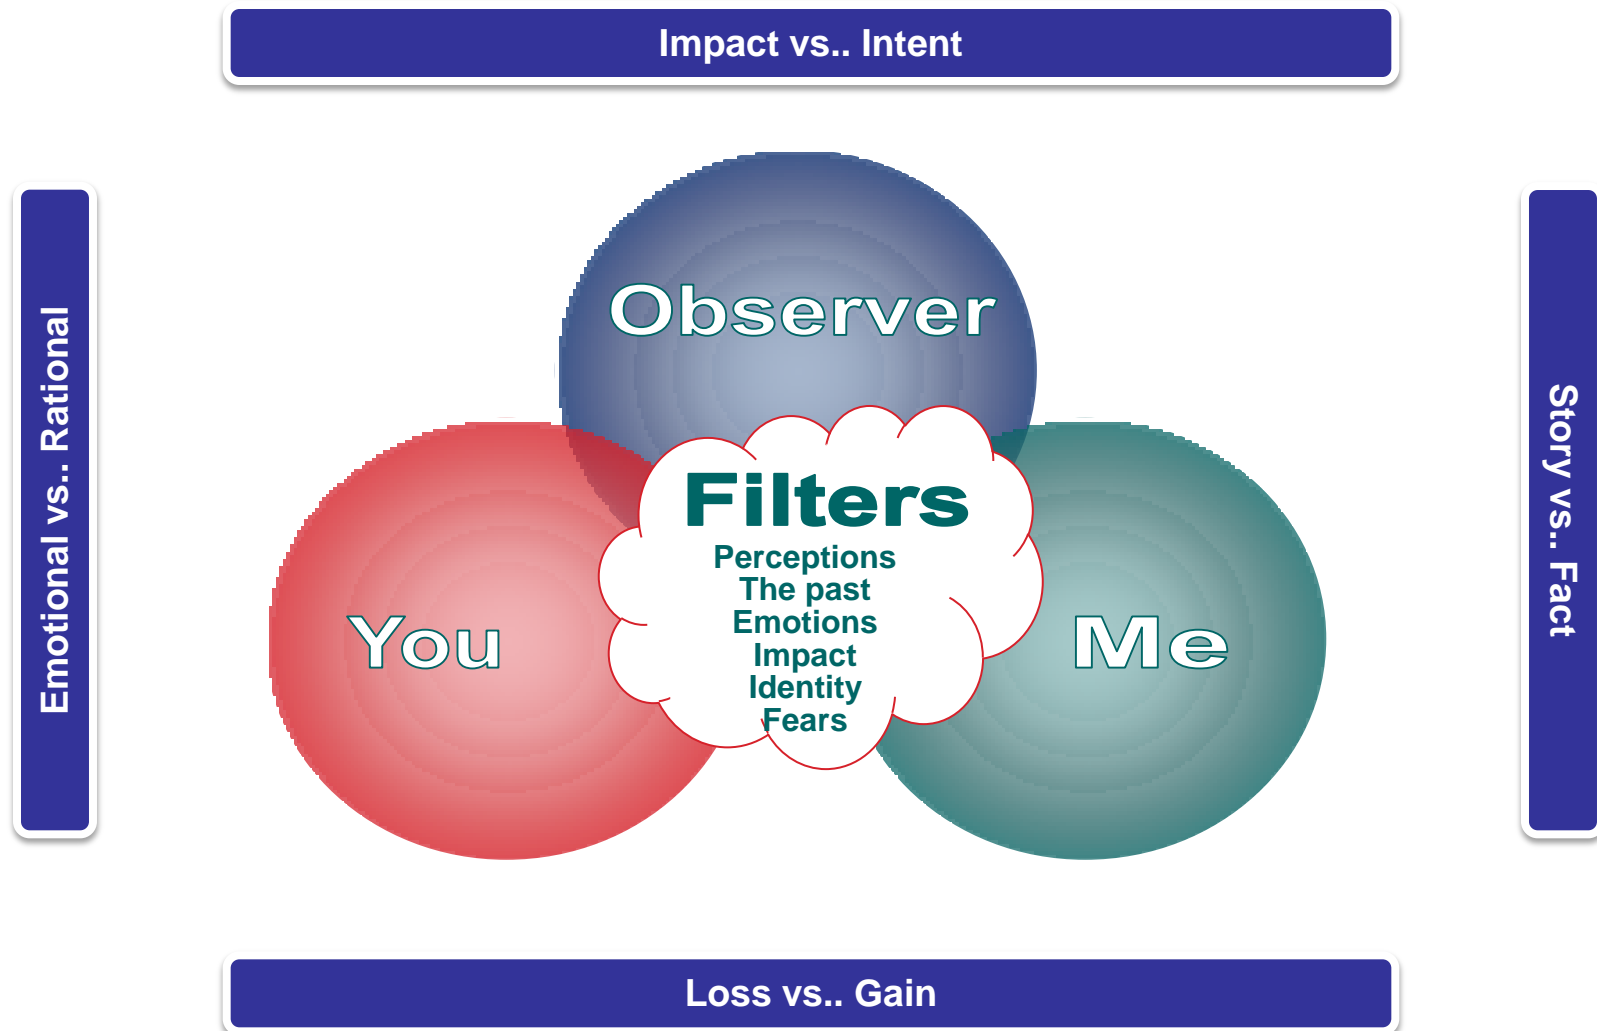 Impact vs.. Intent
Observer
Emotional vs.. Rational
Story vs.. Fact
Filters
Perceptions
The past
Emotions
Impact
Identity
Fears
You
Me
Loss vs.. Gain